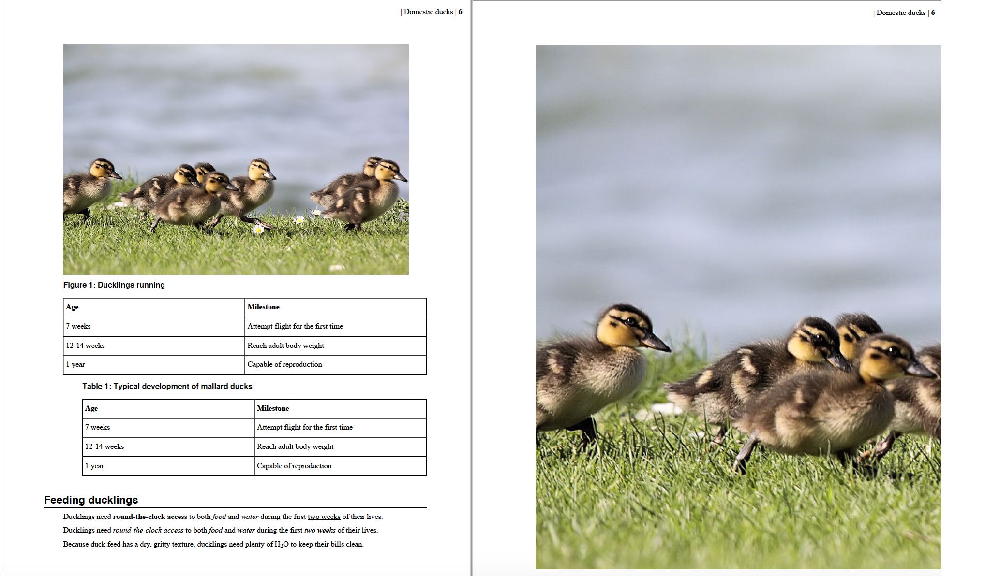 | Domestic ducks | 6
Figure 1: Ducklings running
Age Milestone
7 weeks Attempt flight for the first time
12-14 weeks Reach adult body weight
1 year Capable of reproduction
Table 1: Typical development of mallard ducks
Age Milestone
7 weeks Attempt flight for the first time
12-14 weeks Reach adult body weight
1 year Capable of reproduction
Feeding ducklings
Ducklings need round-the-clock access to both food and water during the first two weeks of their lives.
Ducklings need round-the-clock access to both food and water during the first two weeks of their lives.
Because duck feed has a dry, gritty texture, ducklings need plenty of H₂O to keep their bills clean.
| Domestic ducks | 6